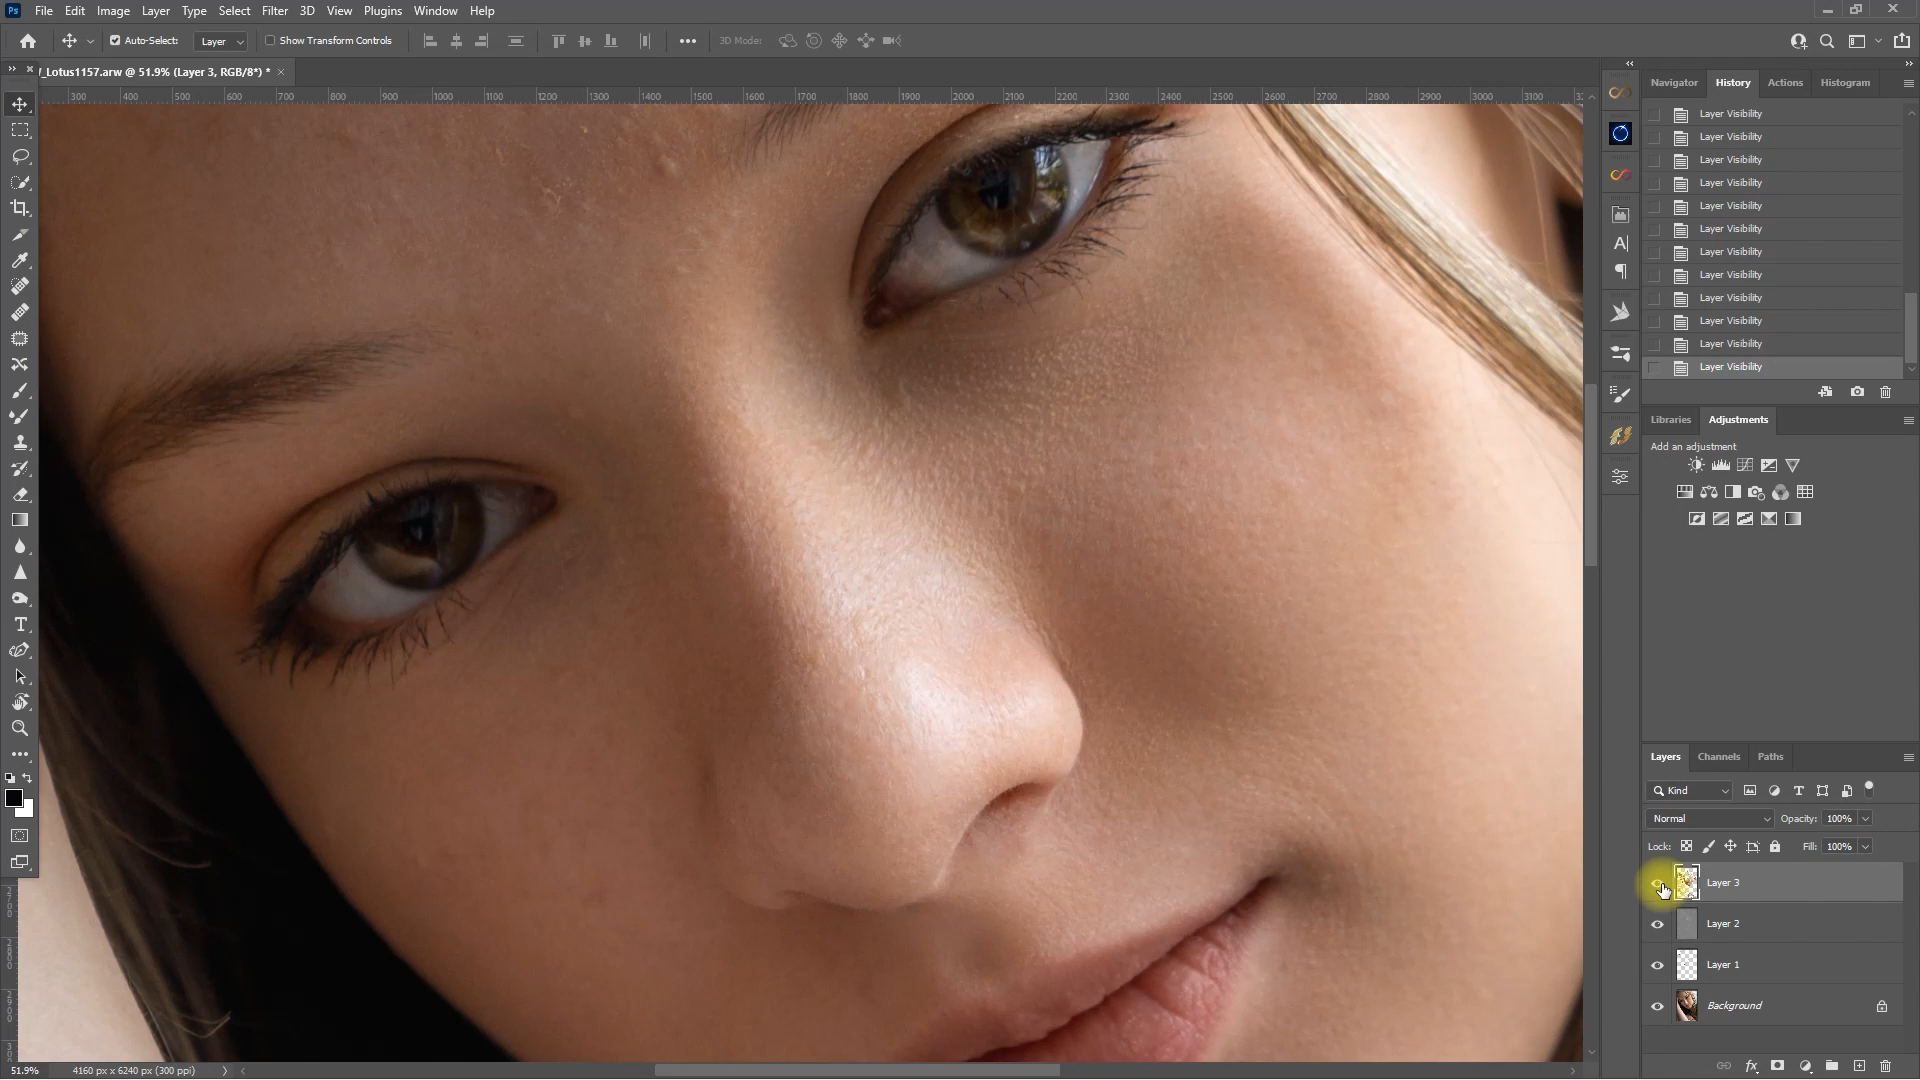 Ps File Edit Image Layer Type Select Filter 3D View Plugins Window Help
Auto-Select: Layer Show Transform Controls 3D Mode:
_Lotus1157.arw @ 51.9% (Layer 3, RGB/8*) *
300 400 500 600 700 800 900 1000 1100 1200 1300 1400 1500 1600 1700 1800 1900 2000 2100 2200 2300 2400 2500 2600 2700 2800 2900 3000 3100
Navigator History Actions Histogram
Layer Visibility
Layer Visibility
Layer Visibility
Layer Visibility
Layer Visibility
Layer Visibility
Layer Visibility
Layer Visibility
Layer Visibility
Layer Visibility
Layer Visibility
Layer Visibility
Libraries Adjustments
Add an adjustment
Layers Channels Paths
Kind
Normal Opacity: 100%
Lock: Fill: 100%
Layer 3
Layer 2
Layer 1
Background
fx
51.9% 4160 px x 6240 px (300 ppi)